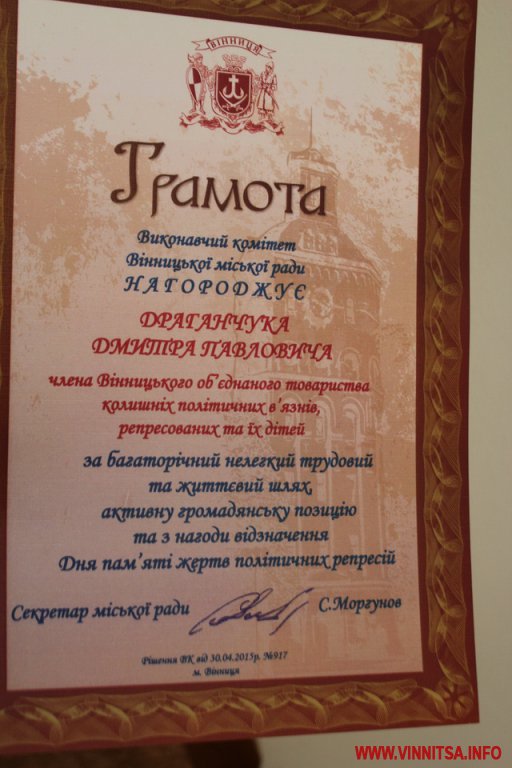 ВІННИЦЯ
Грамота
Виконавчий комітет
Вінницької міської ради
НАГОРОДЖУЄ
ДРАГАНЧУКА
ДМИТРА ПАВЛОВИЧА
члена Вінницького об'єднаного товариства
колишніх політичних в'язнів,
репресованих та їх дітей
за багаторічний нелегкий трудовий
та життєвий шлях,
активну громадянську позицію
та з нагоди відзначення
Дня пам'яті жертв політичних репресій
Секретар міської ради С.Моргунов
Рішення ВК від 30.04.2015р. №917
м. Вінниця
WWW.VINNITSA.INFO